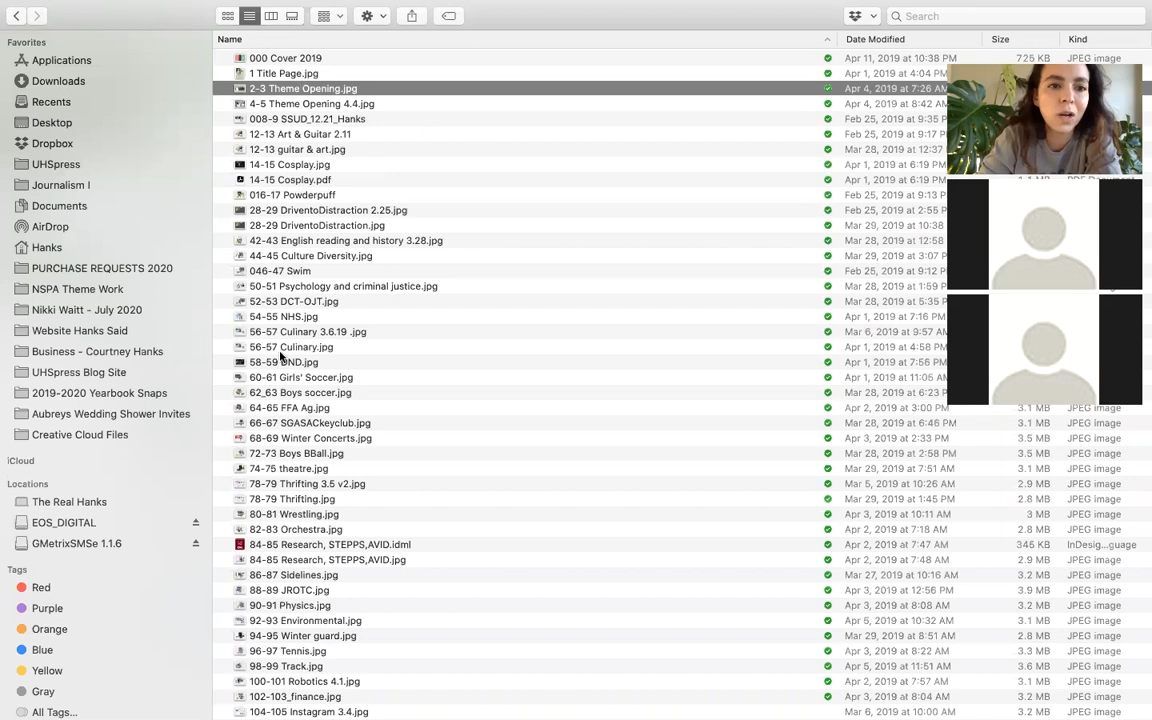 Search
Favorites
Applications
Downloads
Recents
Desktop
Dropbox
UHSpress
Journalism I
Documents
AirDrop
Hanks
PURCHASE REQUESTS 2020
NSPA Theme Work
Nikki Waitt - July 2020
Website Hanks Said
Business - Courtney Hanks
UHSpress Blog Site
2019-2020 Yearbook Snaps
Aubreys Wedding Shower Invites
Creative Cloud Files
iCloud
Locations
The Real Hanks
EOS_DIGITAL
GMetrixSMSe 1.1.6
Tags
Red
Purple
Orange
Blue
Yellow
Gray
All Tags...
Name Date Modified Size Kind
000 Cover 2019 Apr 11, 2019 at 10:38 PM 725 KB JPEG image
1 Title Page.jpg Apr 1, 2019 at 4:04 PM
2-3 Theme Opening.jpg Apr 4, 2019 at 7:26 AM
4-5 Theme Opening 4.4.jpg Apr 4, 2019 at 8:42 AM
008-9 SSUD_12.21_Hanks Feb 25, 2019 at 9:35 P
12-13 Art & Guitar 2.11 Feb 25, 2019 at 9:17 P
12-13 guitar & art.jpg Mar 28, 2019 at 12:37
14-15 Cosplay.jpg Apr 1, 2019 at 6:19 PM
14-15 Cosplay.pdf Apr 1, 2019 at 6:19 PM
016-17 Powderpuff Feb 25, 2019 at 9:13 P
28-29 DriventoDistraction 2.25.jpg Feb 25, 2019 at 2:55 P
28-29 DriventoDistraction.jpg Mar 29, 2019 at 10:38
42-43 English reading and history 3.28.jpg Mar 28, 2019 at 12:58
44-45 Culture Diversity.jpg Mar 29, 2019 at 3:07 P
046-47 Swim Feb 25, 2019 at 9:12 P
50-51 Psychology and criminal justice.jpg Mar 28, 2019 at 1:59 P
52-53 DCT-OJT.jpg Mar 28, 2019 at 5:35 P
54-55 NHS.jpg Apr 1, 2019 at 7:16 PM
56-57 Culinary 3.6.19 .jpg Mar 6, 2019 at 9:57 A
56-57 Culinary.jpg Apr 1, 2019 at 4:58 PM
58-59 DND.jpg Apr 1, 2019 at 7:56 PM
60-61 Girls' Soccer.jpg Apr 1, 2019 at 11:05 A
62_63 Boys soccer.jpg Mar 28, 2019 at 6:23
64-65 FFA Ag.jpg Apr 2, 2019 at 3:00 PM 3.1 MB JPEG image
66-67 SGASACkeyclub.jpg Mar 28, 2019 at 6:46 PM 3.1 MB JPEG image
68-69 Winter Concerts.jpg Apr 3, 2019 at 2:33 PM 3.5 MB JPEG image
72-73 Boys BBall.jpg Mar 28, 2019 at 2:58 PM 3.5 MB JPEG image
74-75 theatre.jpg Mar 29, 2019 at 7:51 AM 3.1 MB JPEG image
78-79 Thrifting 3.5 v2.jpg Mar 5, 2019 at 10:26 AM 2.9 MB JPEG image
78-79 Thrifting.jpg Mar 29, 2019 at 1:45 PM 2.8 MB JPEG image
80-81 Wrestling.jpg Apr 3, 2019 at 10:11 AM 3 MB JPEG image
82-83 Orchestra.jpg Apr 2, 2019 at 7:18 AM 2.8 MB JPEG image
84-85 Research, STEPPS,AVID.idml Apr 2, 2019 at 7:47 AM 345 KB InDesig...guage
84-85 Research, STEPPS,AVID.jpg Apr 2, 2019 at 7:48 AM 2.9 MB JPEG image
86-87 Sidelines.jpg Mar 27, 2019 at 10:16 AM 3.2 MB JPEG image
88-89 JROTC.jpg Apr 3, 2019 at 12:56 PM 3.9 MB JPEG image
90-91 Physics.jpg Apr 3, 2019 at 8:08 AM 3.2 MB JPEG image
92-93 Environmental.jpg Apr 5, 2019 at 10:32 AM 3.1 MB JPEG image
94-95 Winter guard.jpg Mar 29, 2019 at 8:51 AM 2.8 MB JPEG image
96-97 Tennis.jpg Apr 3, 2019 at 8:22 AM 3.3 MB JPEG image
98-99 Track.jpg Apr 5, 2019 at 11:51 AM 3.6 MB JPEG image
100-101 Robotics 4.1.jpg Apr 2, 2019 at 7:57 AM 3.1 MB JPEG image
102-103_finance.jpg Apr 3, 2019 at 8:04 AM 3.2 MB JPEG image
104-105 Instagram 3.4.jpg Mar 6, 2019 at 10:00 AM 3.2 MB JPEG image